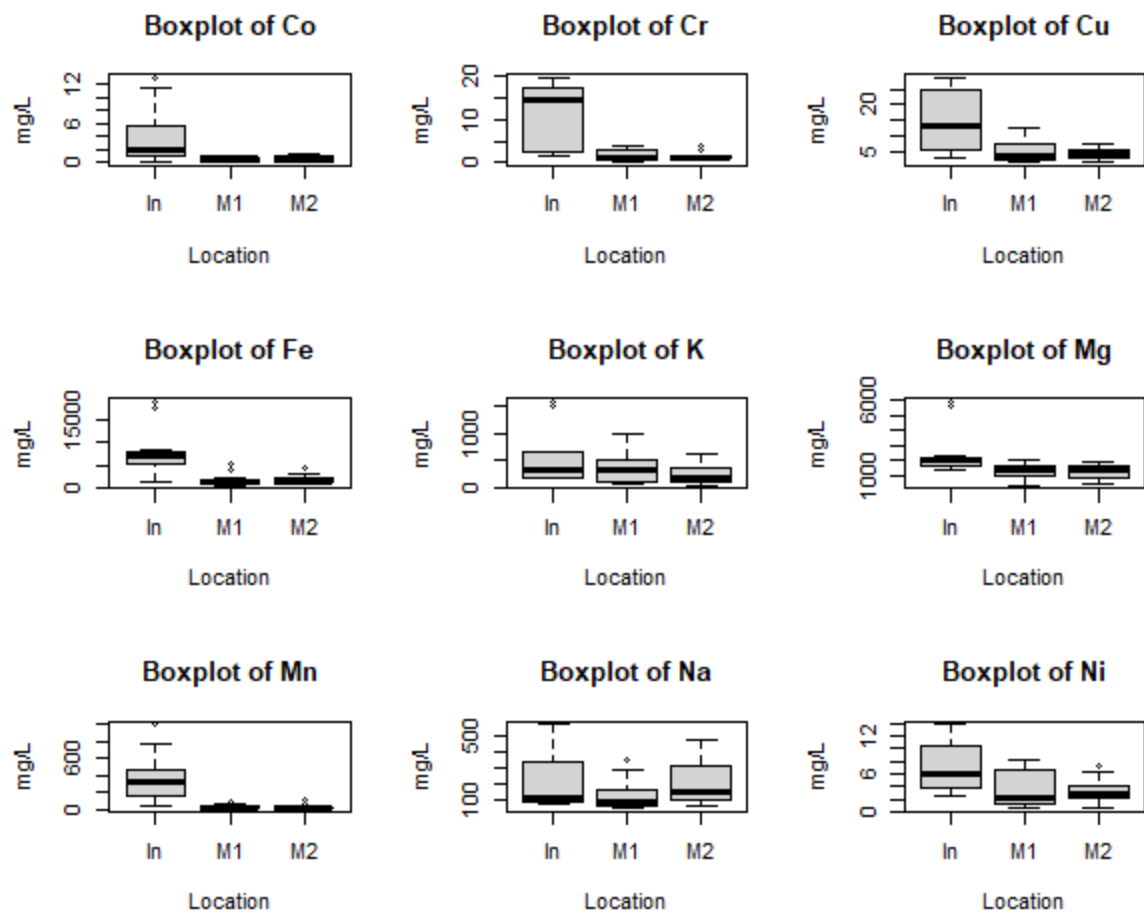 Boxplot of Co
mg/L
12
6
0
In M1 M2
Location
Boxplot of Cr
mg/L
20
10
0
In M1 M2
Location
Boxplot of Cu
mg/L
20
5
In M1 M2
Location
Boxplot of Fe
mg/L
15000
0
In M1 M2
Location
Boxplot of K
mg/L
1000
0
In M1 M2
Location
Boxplot of Mg
mg/L
6000
1000
In M1 M2
Location
Boxplot of Mn
mg/L
600
0
In M1 M2
Location
Boxplot of Na
mg/L
500
100
In M1 M2
Location
Boxplot of Ni
mg/L
12
6
0
In M1 M2
Location